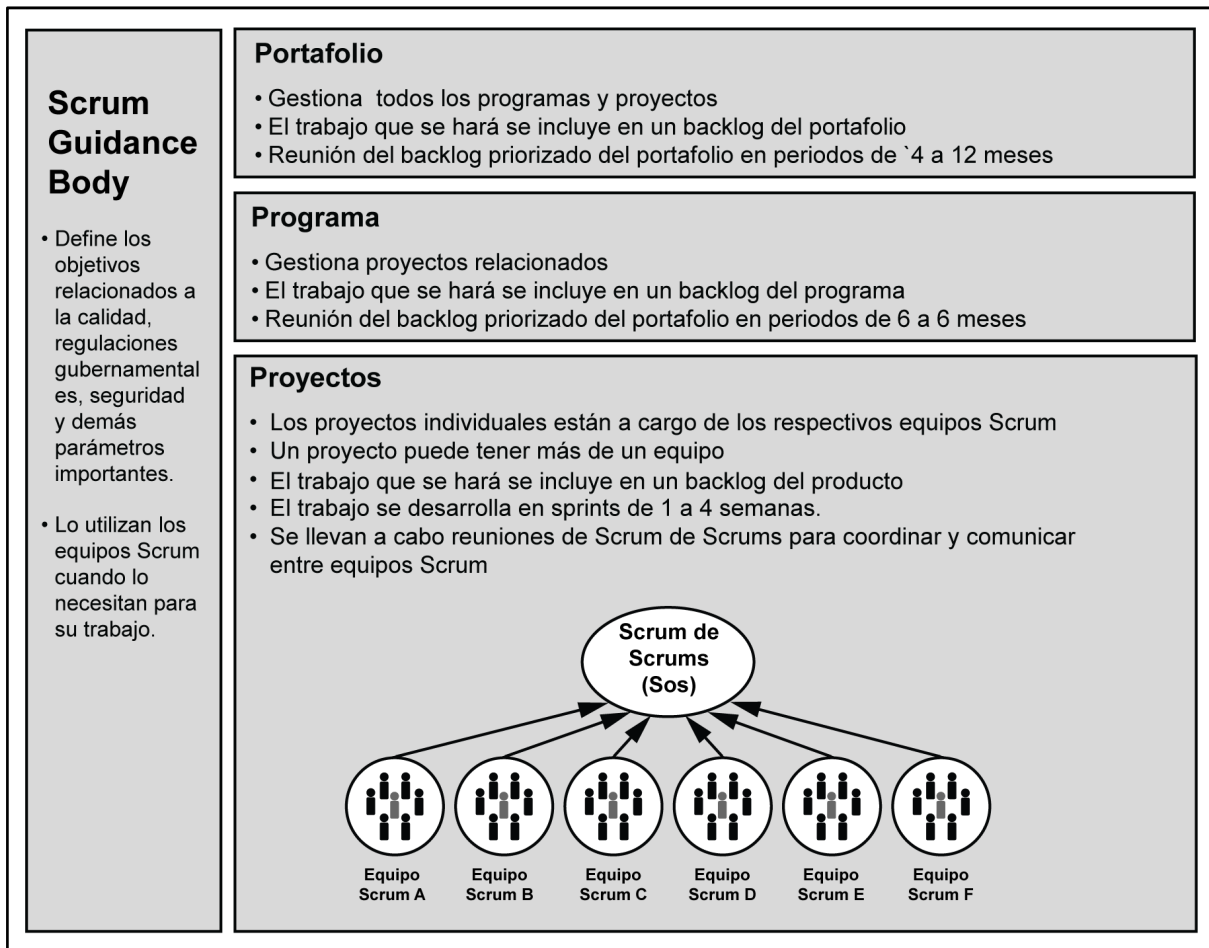 Scrum
Guidance
Body
• Define los
objetivos
relacionados a
la calidad,
regulaciones
gubernamental
es, seguridad
y demás
parámetros
importantes.
• Lo utilizan los
equipos Scrum
cuando lo
necesitan para
su trabajo.
Portafolio
• Gestiona todos los programas y proyectos
• El trabajo que se hará se incluye en un backlog del portafolio
• Reunión del backlog priorizado del portafolio en periodos de `4 a 12 meses
Programa
• Gestiona proyectos relacionados
• El trabajo que se hará se incluye en un backlog del programa
• Reunión del backlog priorizado del portafolio en periodos de 6 a 6 meses
Proyectos
• Los proyectos individuales están a cargo de los respectivos equipos Scrum
• Un proyecto puede tener más de un equipo
• El trabajo que se hará se incluye en un backlog del producto
• El trabajo se desarrolla en sprints de 1 a 4 semanas.
• Se llevan a cabo reuniones de Scrum de Scrums para coordinar y comunicar
entre equipos Scrum
Scrum de
Scrums
(Sos)
Equipo
Scrum A
Equipo
Scrum B
Equipo
Scrum C
Equipo
Scrum D
Equipo
Scrum E
Equipo
Scrum F